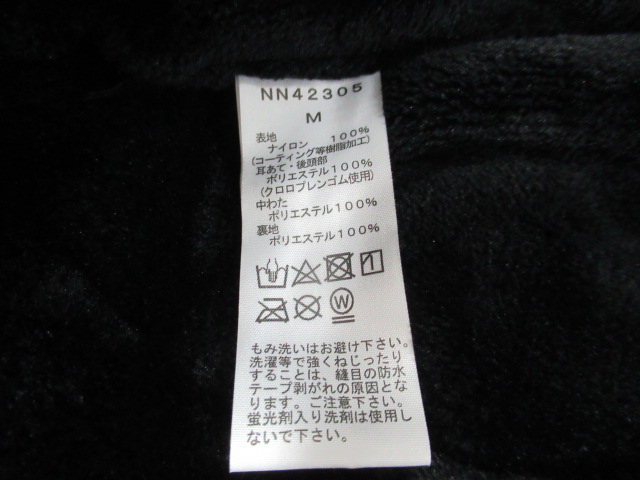 NN42305
M
表地
ナイロン 100%
(コーティング等樹脂加工)
耳あて・後頭部
ポリエステル100%
(クロロプレンゴム使用)
中わた
ポリエステル100%
裏地
ポリエステル100%
W
もみ洗いはお避け下さい。
洗濯等で強くねじったり
することは、縫目の防水
テープ剥がれの原因とな
ります。ご注意下さい。
蛍光剤入り洗剤は使用し
ないで下さい。